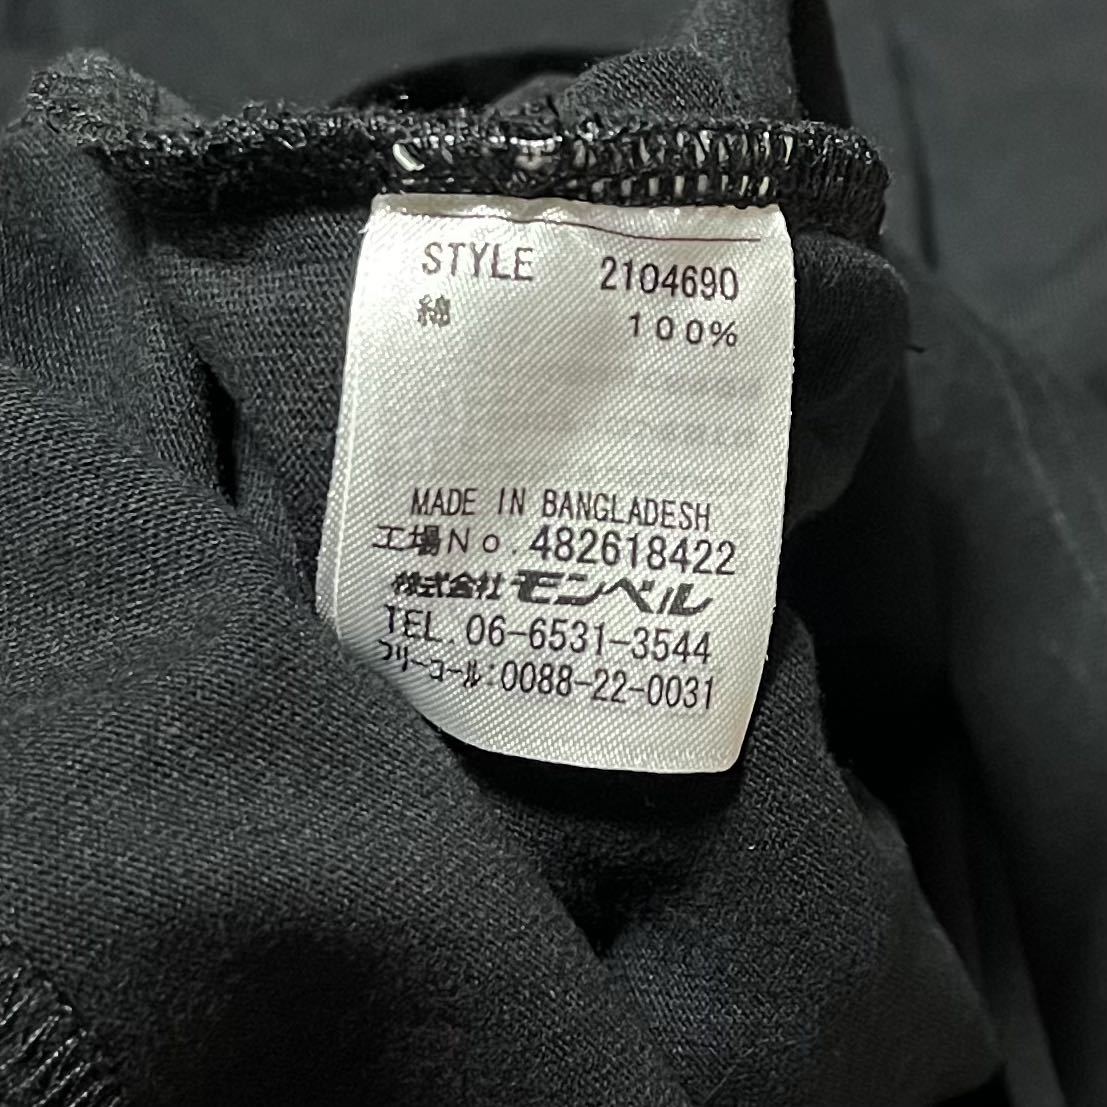 STYLE 2104690
綿 100%
MADE IN BANGLADESH
工場No.482618422
株式会社モンベル
TEL.06-6531-3544
フリーコール:0088-22-0031